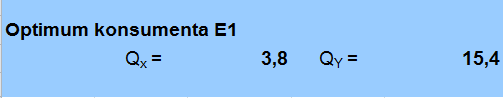 Optimum konsumenta E1
Qx = 3,8 QY = 15,4